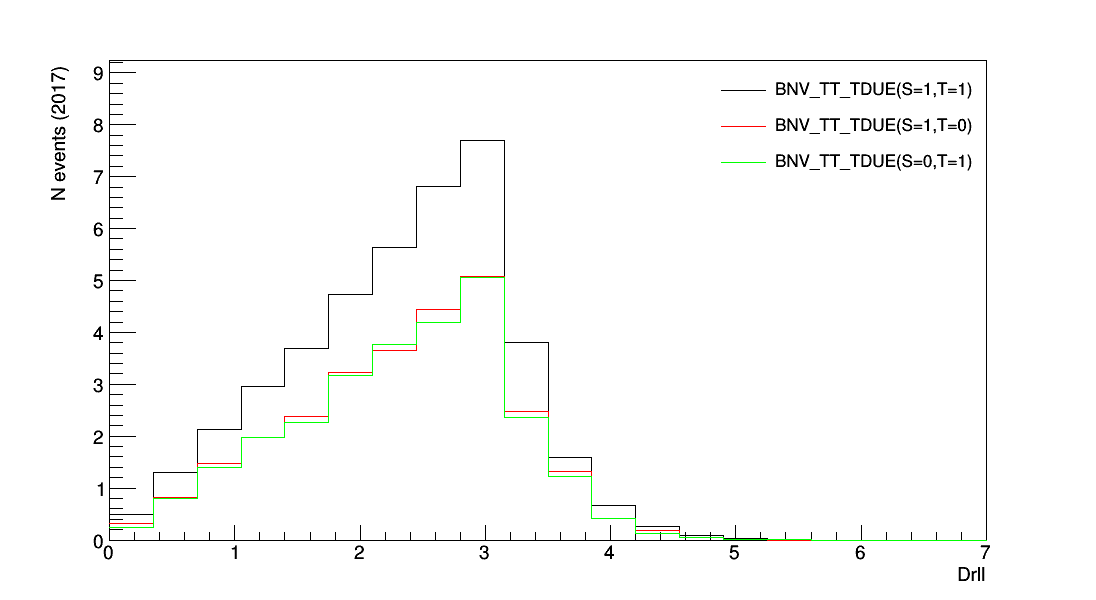 N events (2017)
9
8
7
6
5
4
3
2
1
0
0 1 2 3 4 5 6 7
Drll
BNV_TT_TDUE(S=1,T=1)
BNV_TT_TDUE(S=1,T=0)
BNV_TT_TDUE(S=0,T=1)